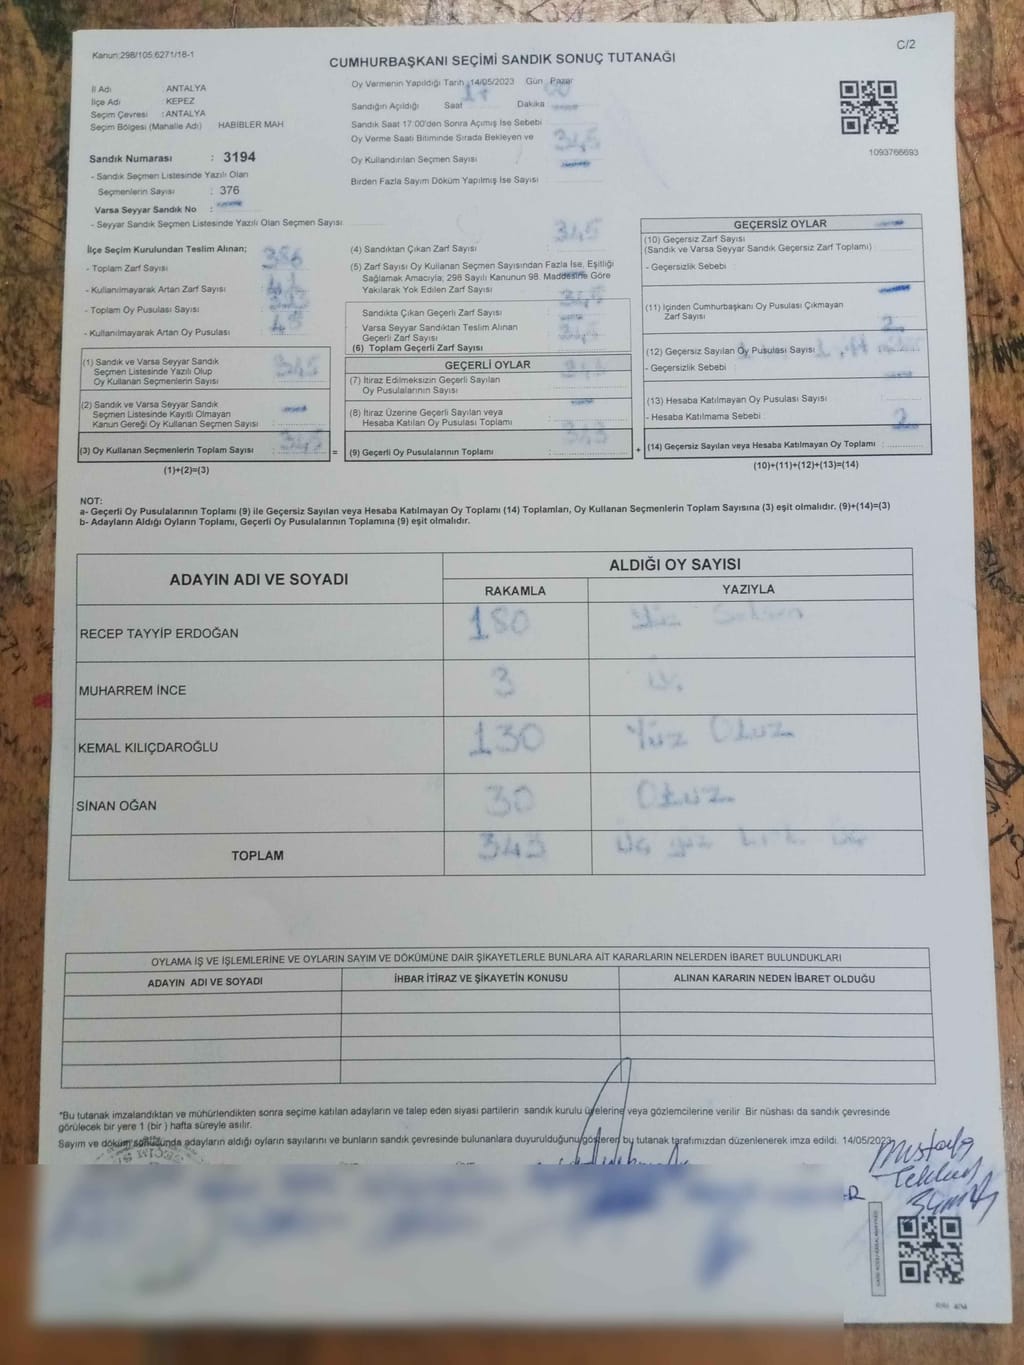 Kanun:298/105,6271/18-1
C/2
CUMHURBAŞKANI SEÇİMİ SANDIK SONUÇ TUTANAĞI
İl Adı : ANTALYA
İlçe Adı : KEPEZ
Seçim Çevresi : ANTALYA
Seçim Bölgesi (Mahalle Adı) HABİBLER MAH
Sandık Numarası : 3194
- Sandık Seçmen Listesinde Yazılı Olan
Seçmenlerin Sayısı : 376
Varsa Seyyar Sandık No :
- Seyyar Sandık Seçmen Listesinde Yazılı Olan Seçmen Sayısı
Oy Vermenin Yapıldığı Tarih 14/05/2023 Gün Pazar
Sandığın Açıldığı Saat 17 Dakika 00
Sandık Saat 17:00'den Sonra Açımış İse Sebebi
Oy Verme Saati Bitiminde Sırada Bekleyen ve
Oy Kullandırılan Seçmen Sayısı 345
Birden Fazla Sayım Döküm Yapılmış İse Sayısı
1093766693
İlçe Seçim Kurulundan Teslim Alınan;
- Toplam Zarf Sayısı 386
- Kullanılmayarak Artan Zarf Sayısı 41
- Toplam Oy Pusulası Sayısı
- Kullanılmayarak Artan Oy Pusulası 45
(1) Sandık ve Varsa Seyyar Sandık
Seçmen Listesinde Yazılı Olup
Oy Kullanan Seçmenlerin Sayısı 345
(2) Sandık ve Varsa Seyyar Sandık
Seçmen Listesinde Kayıtlı Olmayan
Kanun Gereği Oy Kullanan Seçmen Sayısı :
(3) Oy Kullanan Seçmenlerin Toplam Sayısı : 345
(1)+(2)=(3)
(4) Sandıktan Çıkan Zarf Sayısı 345
(5) Zarf Sayısı Oy Kullanan Seçmen Sayısından Fazla İse, Eşitliği
Sağlamak Amacıyla, 298 Sayılı Kanunun 98. Maddesine Göre
Yakılarak Yok Edilen Zarf Sayısı
Sandıkta Çıkan Geçerli Zarf Sayısı 345
Varsa Seyyar Sandıktan Teslim Alınan
Geçerli Zarf Sayısı
(6) Toplam Geçerli Zarf Sayısı 345
GEÇERLİ OYLAR
(7) İtiraz Edilmeksizin Geçerli Sayılan
Oy Pusulalarının Sayısı 343
(8) İtiraz Üzerine Geçerli Sayılan veya
Hesaba Katılan Oy Pusulası Toplamı
= (9) Geçerli Oy Pusulalarının Toplamı : 343 +
GEÇERSİZ OYLAR
(10) Geçersiz Zarf Sayısı
(Sandık ve Varsa Seyyar Sandık Geçersiz Zarf Toplamı)
- Geçersizlik Sebebi
(11) İçinden Cumhurbaşkanı Oy Pusulası Çıkmayan
Zarf Sayısı
(12) Geçersiz Sayılan Oy Pusulası Sayısı 2
- Geçersizlik Sebebi
(13) Hesaba Katılmayan Oy Pusulası Sayısı
- Hesaba Katılmama Sebebi
(14) Geçersiz Sayılan veya Hesaba Katılmayan Oy Toplamı : 2
(10)+(11)+(12)+(13)=(14)
NOT:
a- Geçerli Oy Pusulalarının Toplamı (9) ile Geçersiz Sayılan veya Hesaba Katılmayan Oy Toplamı (14) Toplamları, Oy Kullanan Seçmenlerin Toplam Sayısına (3) eşit olmalıdır. (9)+(14)=(3)
b- Adayların Aldığı Oyların Toplamı, Geçerli Oy Pusulalarının Toplamına (9) eşit olmalıdır.
ADAYIN ADI VE SOYADI ALDIĞI OY SAYISI
RAKAMLA YAZIYLA
RECEP TAYYİP ERDOĞAN 180 Yüz Seksen
MUHARREM İNCE 3 Üç
KEMAL KILIÇDAROĞLU 130 Yüz Otuz
SİNAN OĞAN 30 Otuz
TOPLAM 343 Üç yüz kırk üç
OYLAMA İŞ VE İŞLEMLERİNE VE OYLARIN SAYIM VE DÖKÜMÜNE DAİR ŞİKAYETLERLE BUNLARA AİT KARARLARIN NELERDEN İBARET BULUNDUKLARI
ADAYIN ADI VE SOYADI İHBAR İTİRAZ VE ŞİKAYETİN KONUSU ALINAN KARARIN NEDEN İBARET OLDUĞU
*Bu tutanak imzalandıktan ve mühürlendikten sonra seçime katılan adayların ve talep eden siyasi partilerin sandık kurulu üyelerine veya gözlemcilerine verilir. Bir nüshası da sandık çevresinde
görülecek bir yere 1 (bir ) hafta süreyle asılır.
Sayım ve döküm sonucunda adayların aldığı oyların sayılarını ve bunların sandık çevresinde bulunanlara duyurulduğunu gösteren bu tutanak tarafımızdan düzenlenerek imza edildi. 14/05/2023
Mustafa